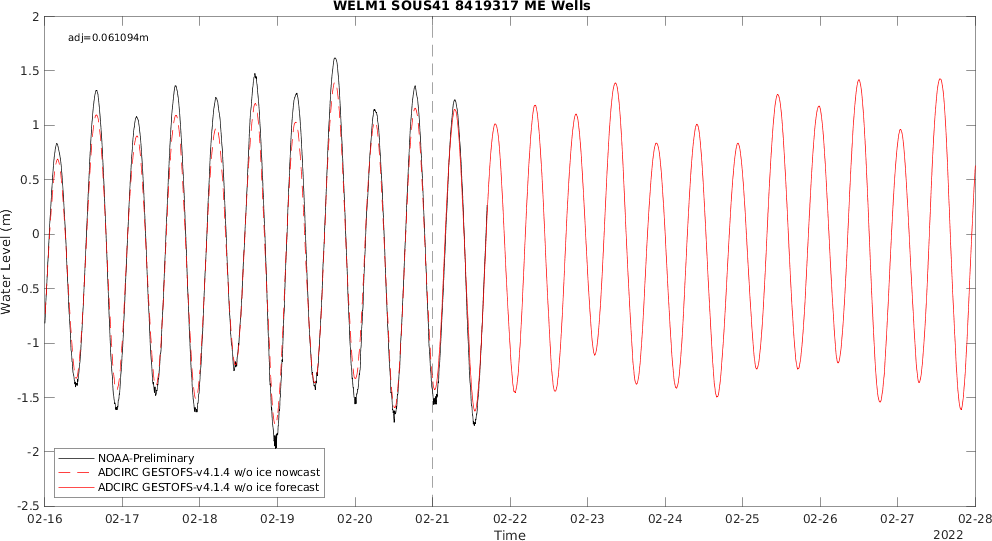 WELM1 SOUS41 8419317 ME Wells
adj=0.061094m
2
1.5
1
0.5
0
-0.5
-1
-1.5
-2
-2.5
Water Level (m)
NOAA-Preliminary
ADCIRC GESTOFS-v4.1.4 w/o ice nowcast
ADCIRC GESTOFS-v4.1.4 w/o ice forecast
02-16 02-17 02-18 02-19 02-20 02-21 02-22 02-23 02-24 02-25 02-26 02-27 02-28
Time
2022